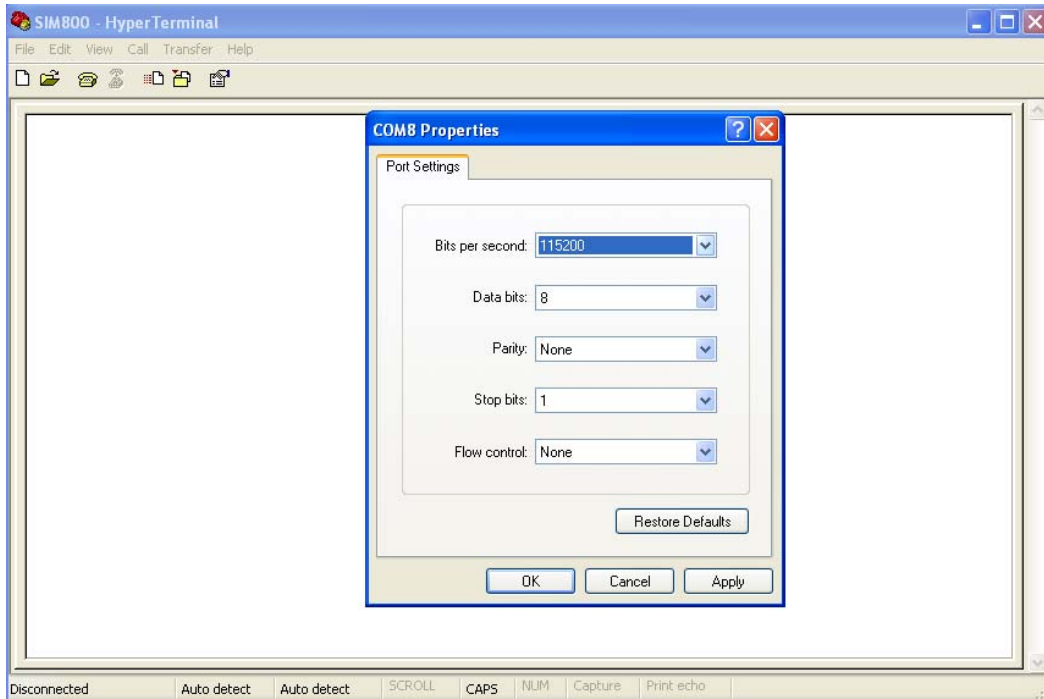 SIM800 - HyperTerminal
File Edit View Call Transfer Help
COM8 Properties
Port Settings
Bits per second: 115200
Data bits: 8
Parity: None
Stop bits: 1
Flow control: None
Restore Defaults
OK Cancel Apply
Disconnected Auto detect Auto detect SCROLL CAPS NUM Capture Print echo